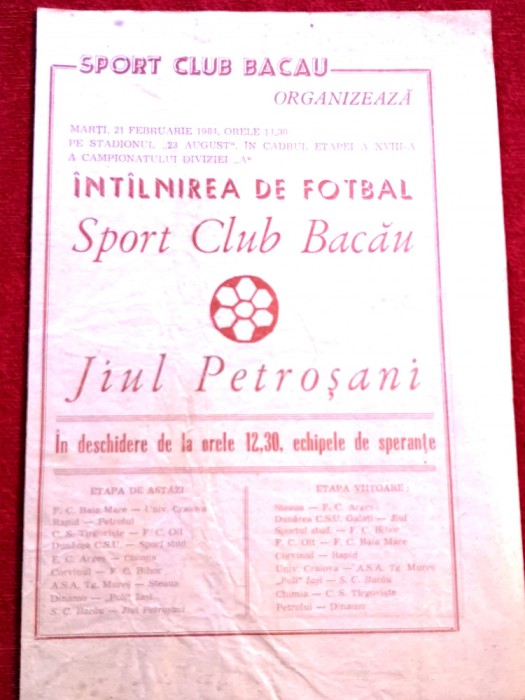 SPORT CLUB BACAU
ORGANIZEAZĂ
MARȚI, 21 FEBRUARIE 1984, ORELE
PE STADIONUL „23 AUGUST“, ÎN CADRUL ETAPEI A XVIII-A
A CAMPIONATULUI DIVIZIEI „A“
ÎNTÎLNIREA DE FOTBAL
Sport Club Bacău
Jiul Petroșani
În deschidere de la orele 12,30, echipele de speranțe
ETAPA DE ASTĂZI
F. C. Baia Mare — Univ. Craiova
Rapid — Petrolul
C. S. Tîrgoviște — F. C. Olt
Dunărea C.S.U. — Sport stud
F. C. Argeș — Chimia
Corvinul — F. C. Bihor
A.S.A. Tg. Mureș — Steaua
Dinamo — „Poli“ Iași
S. C. Bacău — Jiul Petroșani
ETAPA VIITOARE
Steaua — F. C. Argeș
Dunărea C.S.U. Galați — Jiul
Sportul stud. — F. C. Bihor
F. C. Olt — F. C. Baia Mare
Corvinul — Rapid
Univ. Craiova — A.S.A. Tg. Mureș
„Poli“ Iași — S. C. Bacău
Chimia — C. S. Tîrgoviște
Petrolul — Dinamo